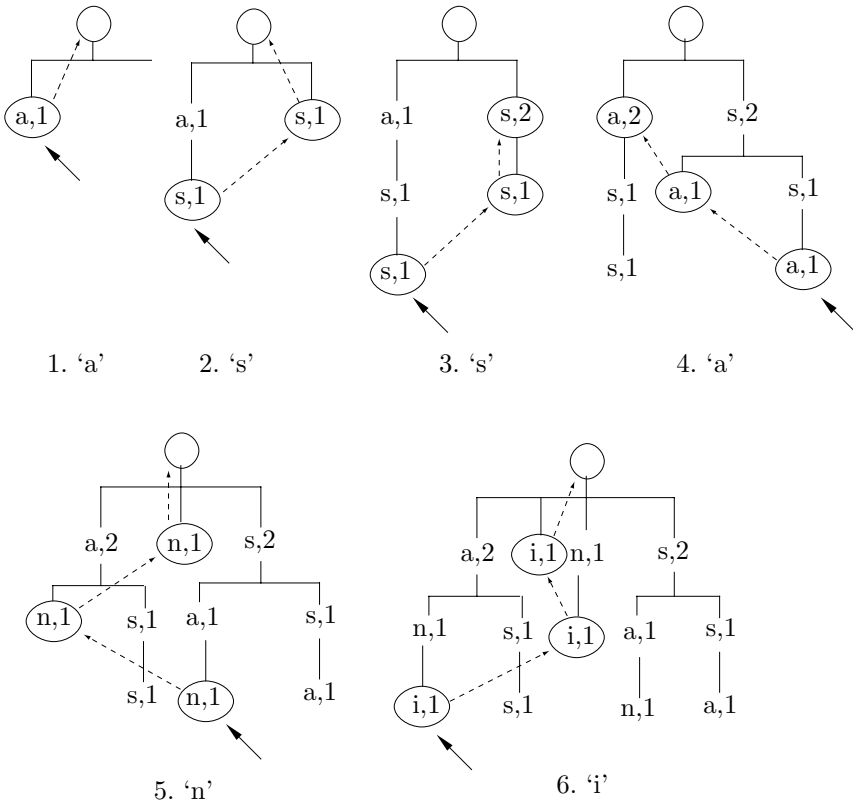 a,1
a,1 s,1
s,1
a,1 s,2
s,1 s,1
s,1
a,2 s,2
s,1 a,1 s,1
s,1 a,1
1. ‘a’ 2. ‘s’ 3. ‘s’ 4. ‘a’
a,2 n,1 s,2
n,1 s,1 a,1 s,1
s,1 n,1 a,1
a,2 i,1 n,1 s,2
n,1 s,1 i,1 a,1 s,1
i,1 s,1 n,1 a,1
5. ‘n’ 6. ‘i’